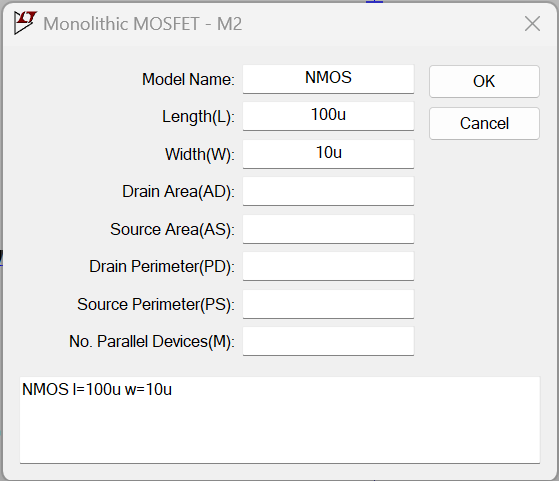 Monolithic MOSFET - M2
Model Name: NMOS OK
Length(L): 100u Cancel
Width(W): 10u
Drain Area(AD):
Source Area(AS):
Drain Perimeter(PD):
Source Perimeter(PS):
No. Parallel Devices(M):
NMOS l=100u w=10u